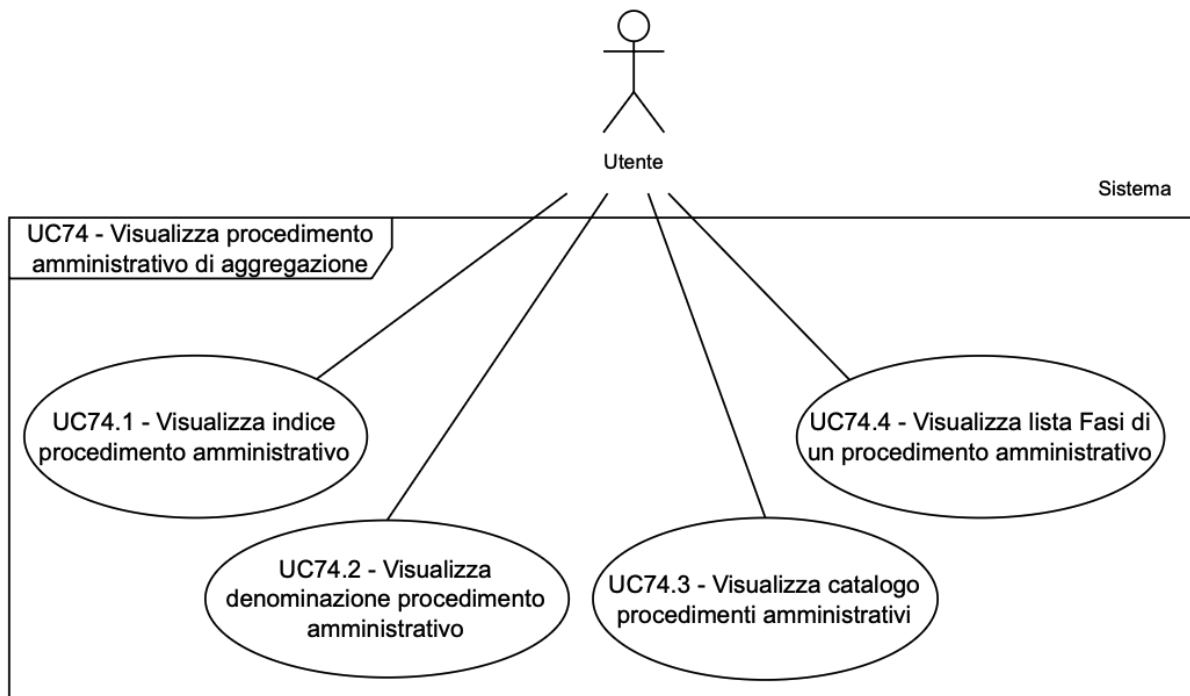 Utente
Sistema
UC74 - Visualizza procedimento
amministrativo di aggregazione
UC74.1 - Visualizza indice
procedimento amministrativo
UC74.4 - Visualizza lista Fasi di
un procedimento amministrativo
UC74.2 - Visualizza
denominazione procedimento
amministrativo
UC74.3 - Visualizza catalogo
procedimenti amministrativi